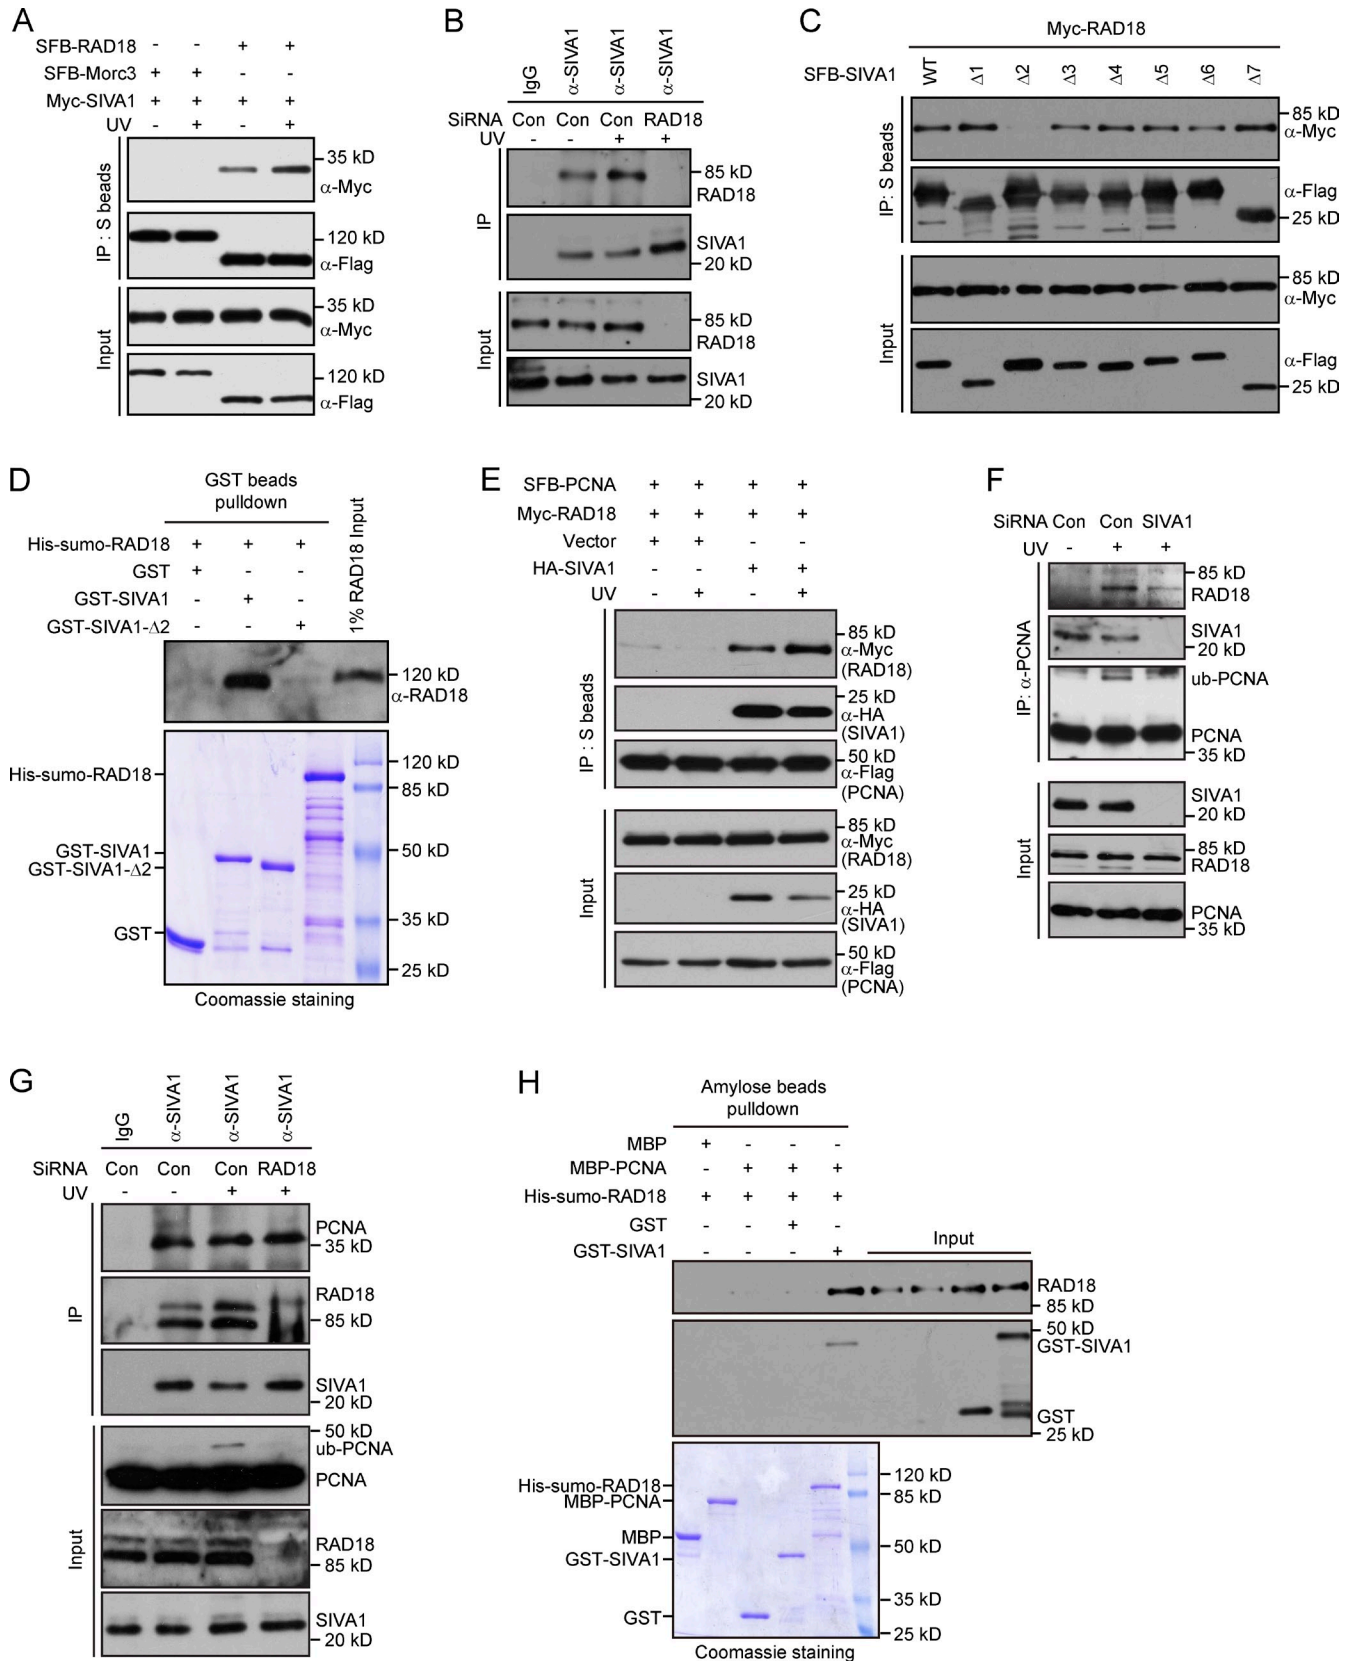 A
SFB-RAD18 - - + +
SFB-Morc3 + + - -
Myc-SIVA1 + + + +
UV - + - +
IP : S beads
35 kD
α-Myc
120 kD
α-Flag
Input
35 kD
α-Myc
120 kD
α-Flag
B
IgG α-SIVA1 α-SIVA1 α-SIVA1
SiRNA Con Con Con RAD18
UV - - + +
IP
85 kD
RAD18
SIVA1
20 kD
Input
85 kD
RAD18
SIVA1
20 kD
C
Myc-RAD18
SFB-SIVA1 WT Δ1 Δ2 Δ3 Δ4 Δ5 Δ6 Δ7
IP: S beads
85 kD
α-Myc
α-Flag
25 kD
Input
85 kD
α-Myc
α-Flag
25 kD
D
GST beads
pulldown
1% RAD18 Input
His-sumo-RAD18 + + +
GST + - -
GST-SIVA1 - + -
GST-SIVA1-Δ2 - - +
120 kD
α-RAD18
His-sumo-RAD18
GST-SIVA1
GST-SIVA1-Δ2
GST
120 kD
85 kD
50 kD
35 kD
25 kD
Coomassie staining
E
SFB-PCNA + + + +
Myc-RAD18 + + + +
Vector + + - -
HA-SIVA1 - - + +
UV - + - +
IP : S beads
85 kD
α-Myc
(RAD18)
25 kD
α-HA
(SIVA1)
50 kD
α-Flag
(PCNA)
Input
85 kD
α-Myc
(RAD18)
25 kD
α-HA
(SIVA1)
50 kD
α-Flag
(PCNA)
F
SiRNA Con Con SIVA1
UV - + +
IP: α-PCNA
85 kD
RAD18
SIVA1
20 kD
ub-PCNA
PCNA
35 kD
Input
SIVA1
20 kD
85 kD
RAD18
PCNA
35 kD
G
IgG α-SIVA1 α-SIVA1 α-SIVA1
SiRNA Con Con Con RAD18
UV - - + +
IP
PCNA
35 kD
RAD18
85 kD
SIVA1
20 kD
Input
50 kD
ub-PCNA
PCNA
RAD18
85 kD
SIVA1
20 kD
H
Amylose beads
pulldown
MBP + - - -
MBP-PCNA - + + +
His-sumo-RAD18 + + + +
GST - - + -
GST-SIVA1 - - - +
Input
RAD18
85 kD
50 kD
GST-SIVA1
GST
25 kD
His-sumo-RAD18
MBP-PCNA
MBP
GST-SIVA1
GST
120 kD
85 kD
50 kD
35 kD
25 kD
Coomassie staining